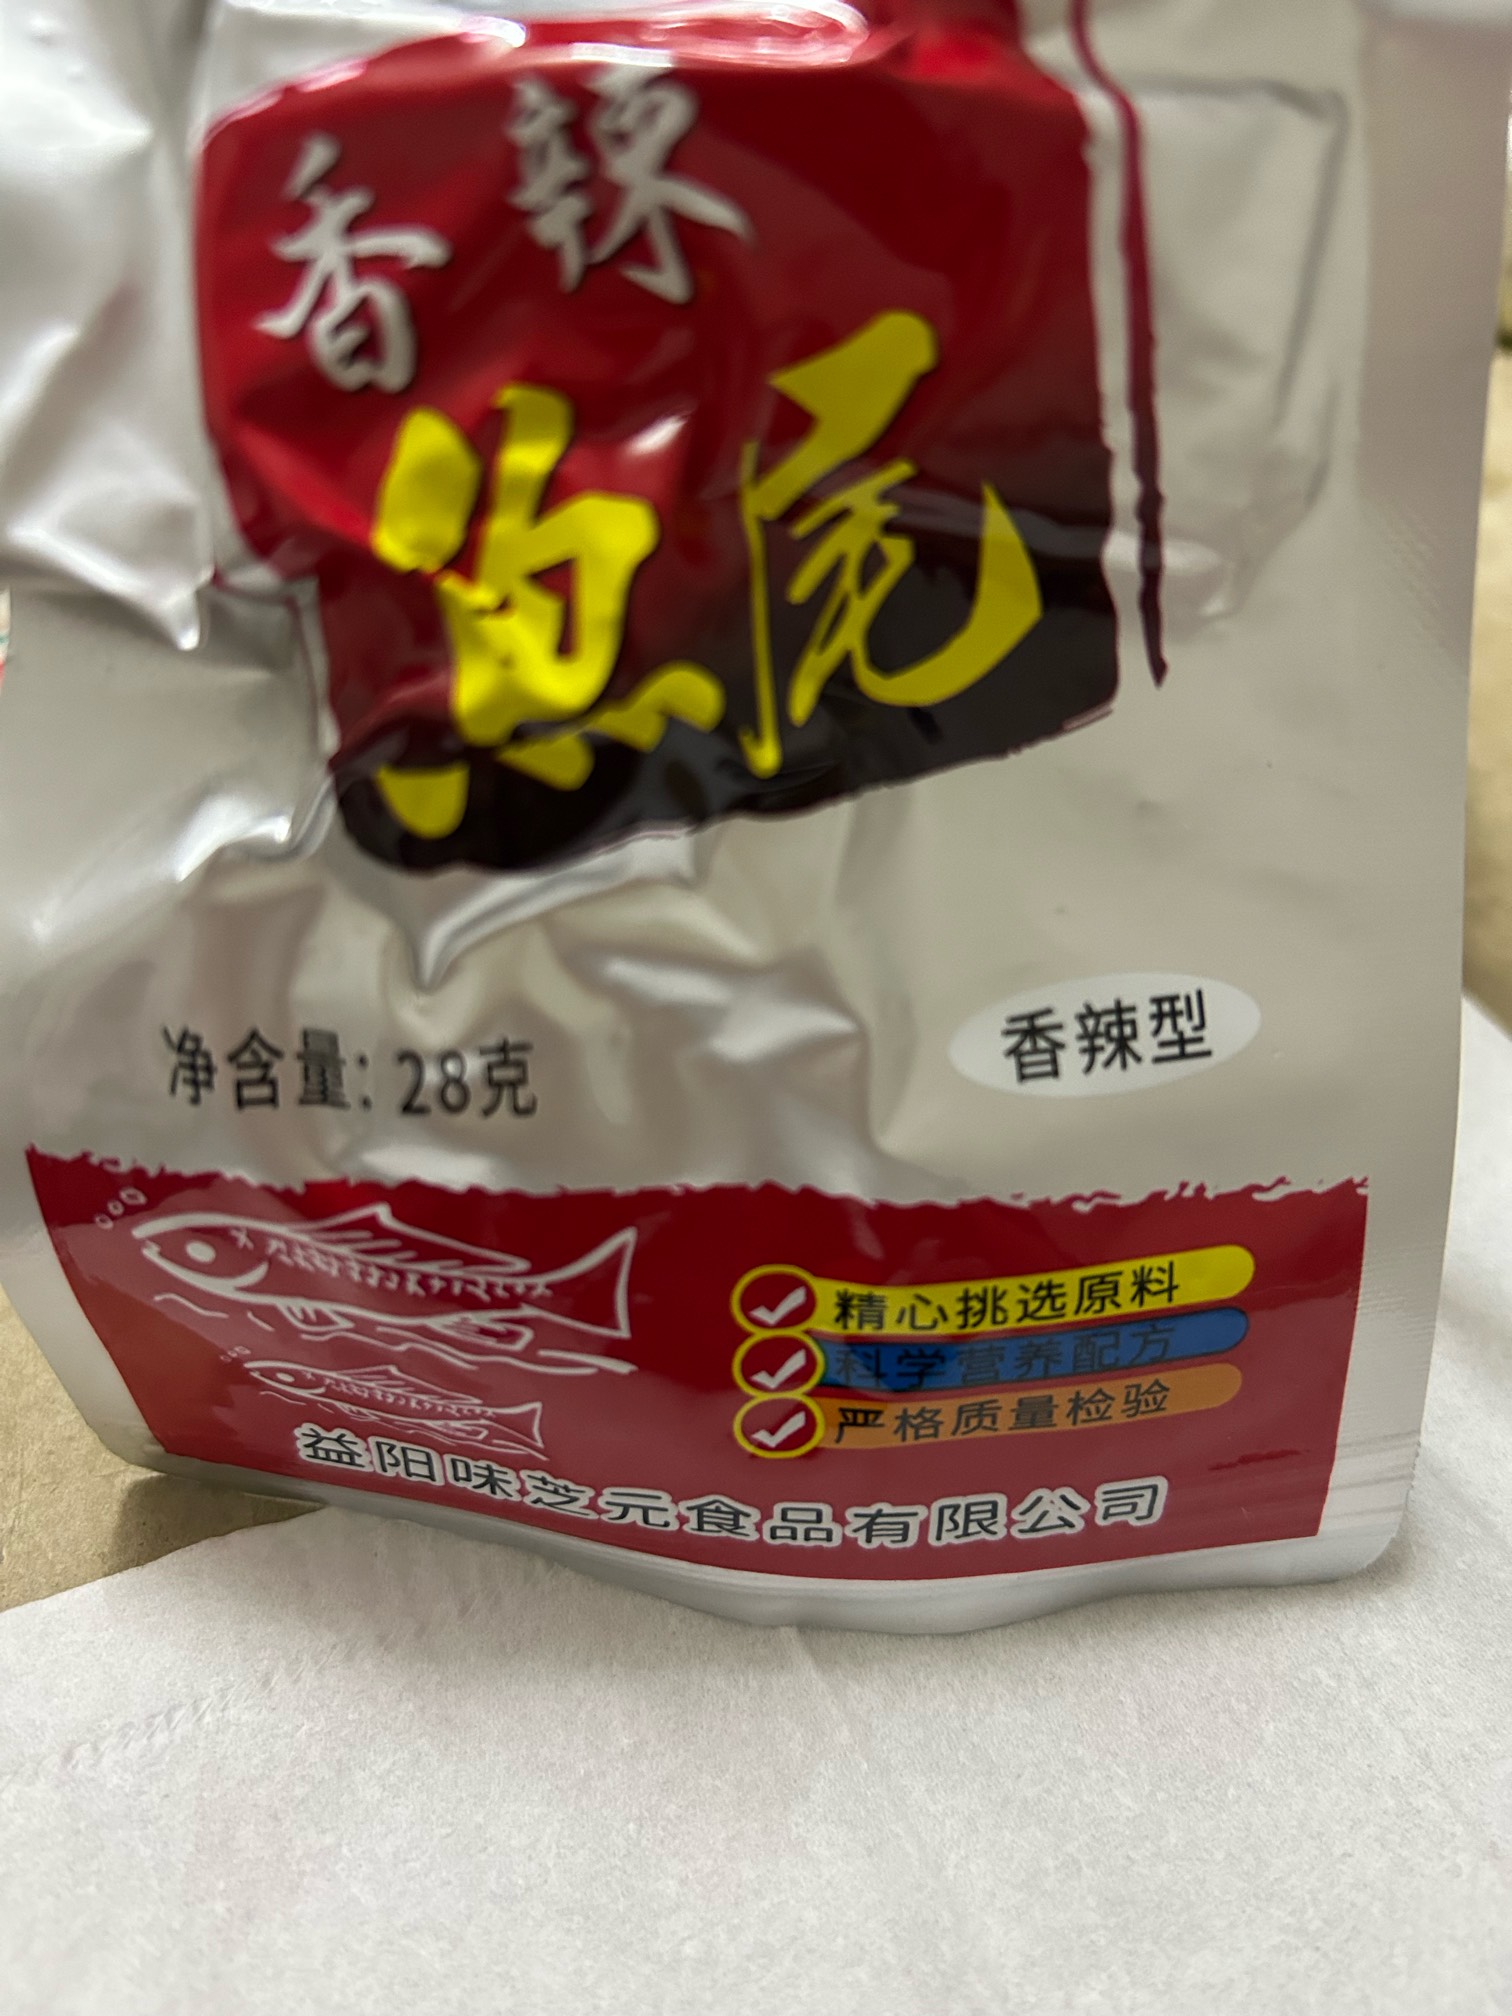 香辣
鱼尾
净含量: 28克
香辣型
精心挑选原料
科学营养配方
严格质量检验
益阳味芝元食品有限公司